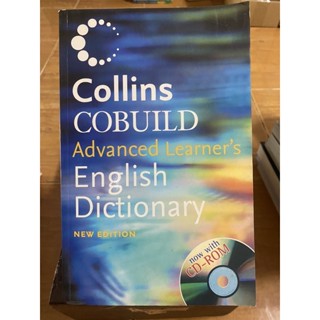 Collins
COBUILD
Advanced Learner's
English
Dictionary
NEW EDITION
now with
CD-ROM